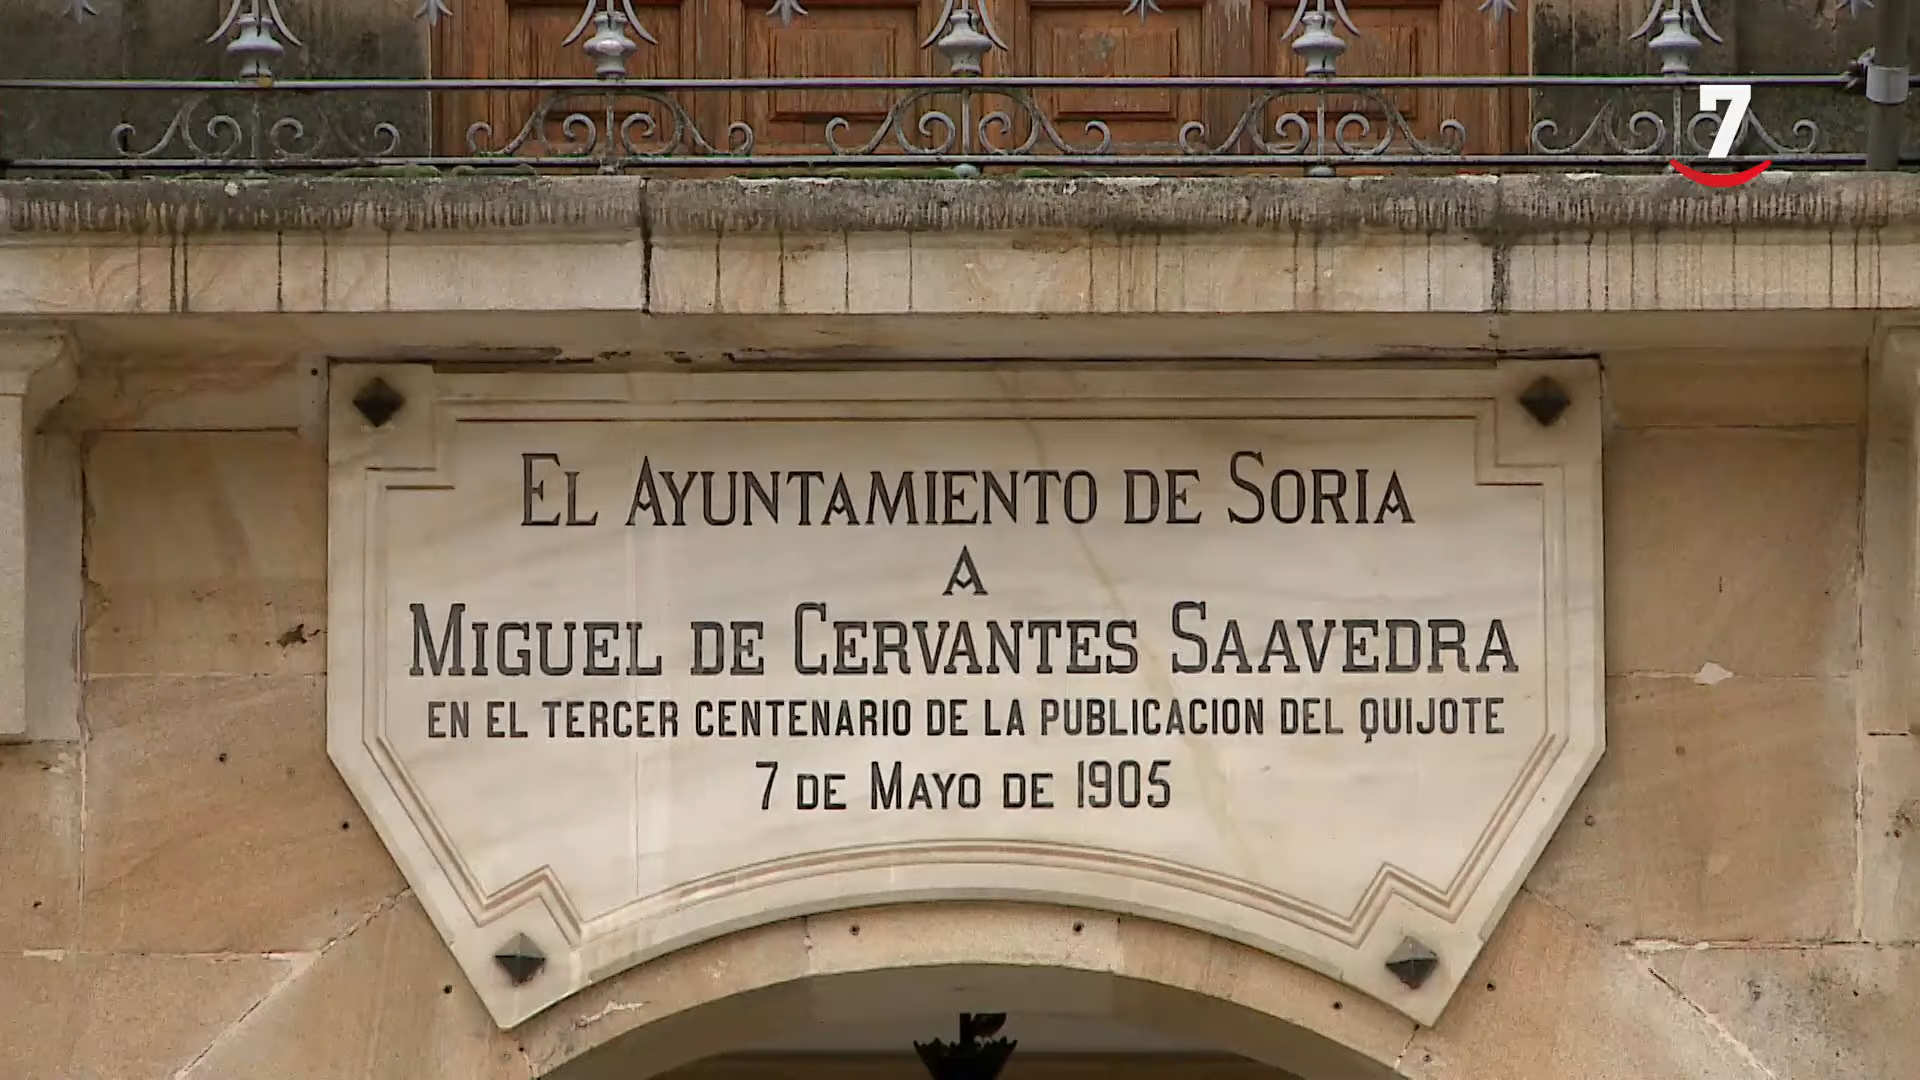 7
EL AYUNTAMIENTO DE SORIA
A
MIGUEL DE CERVANTES SAAVEDRA
EN EL TERCER CENTENARIO DE LA PUBLICACION DEL QUIJOTE
7 DE MAYO DE 1905